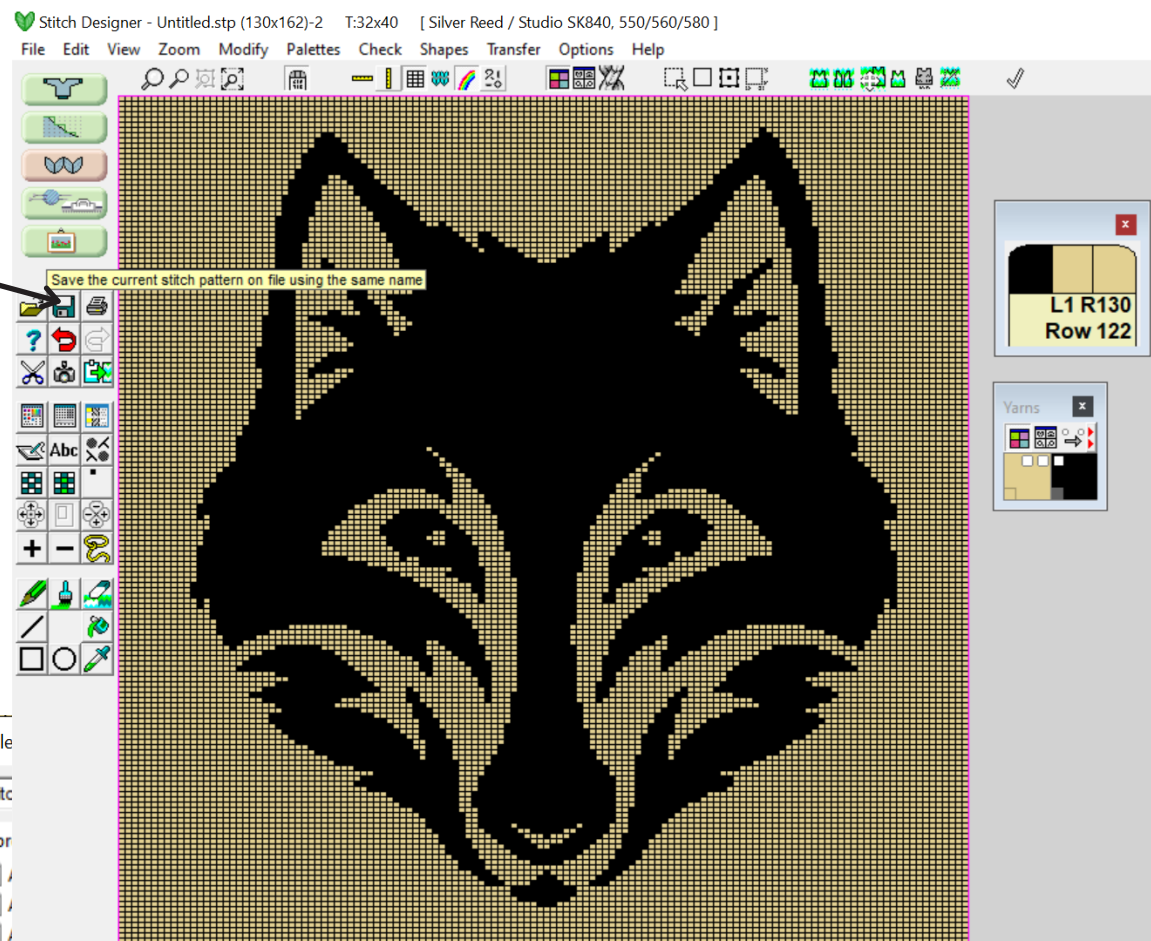 Stitch Designer - Untitled.stp (130x162)-2 T:32x40 [ Silver Reed / Studio SK840, 550/560/580 ]
File Edit View Zoom Modify Palettes Check Shapes Transfer Options Help
Save the current stitch pattern on file using the same name
L1 R130
Row 122
Yarns
?
Abc
le